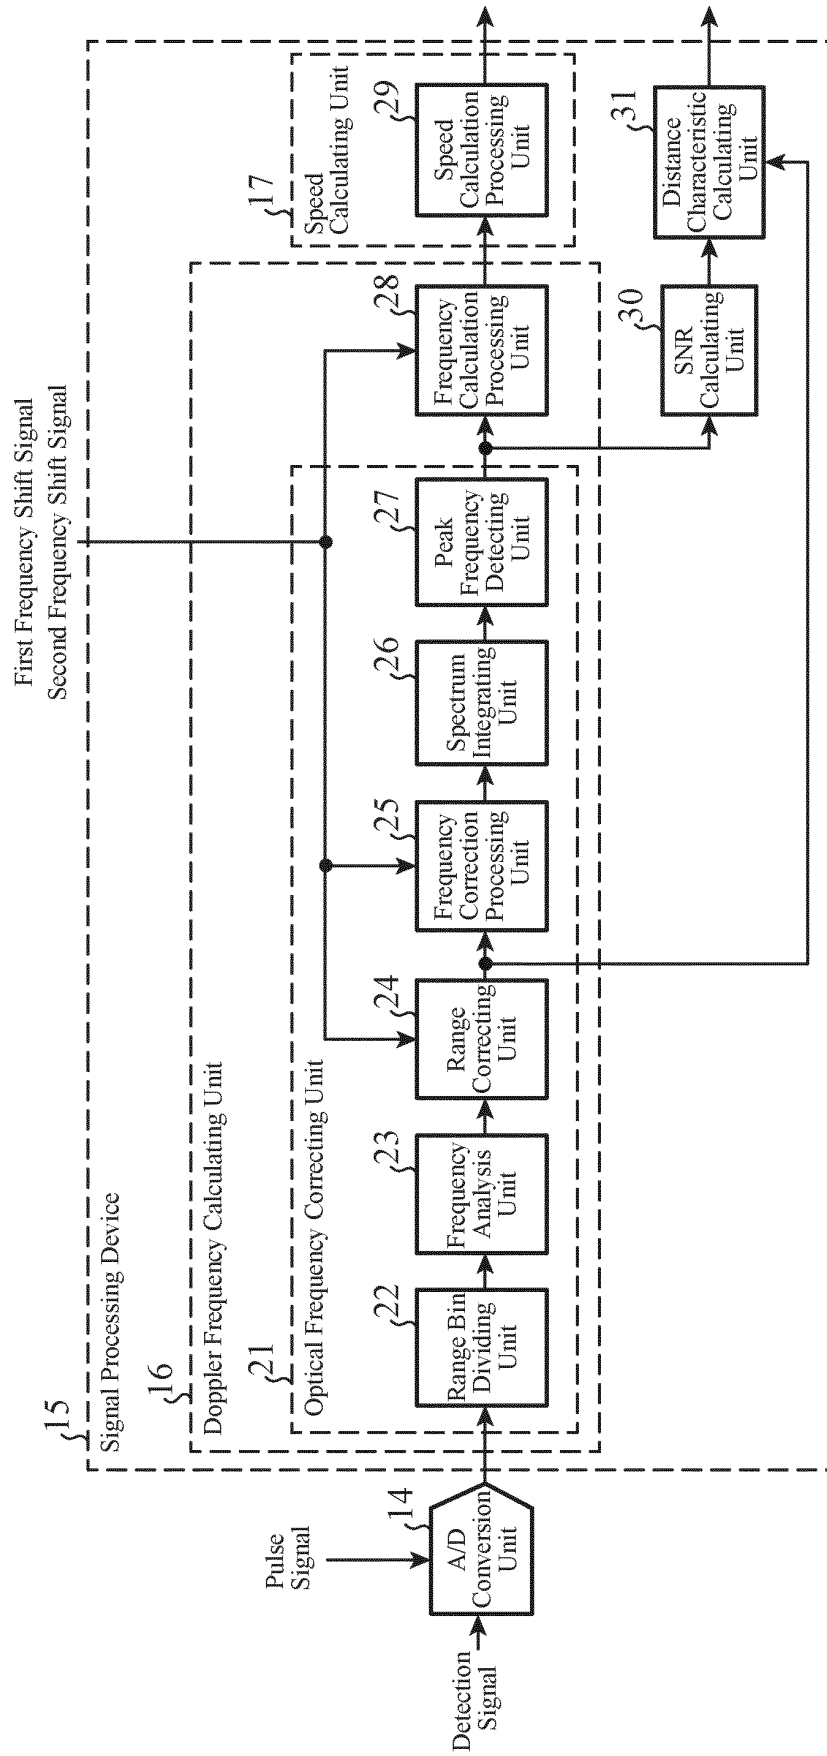 First Frequency Shift Signal
Second Frequency Shift Signal
15
Signal Processing Device
16
Doppler Frequency Calculating Unit
21
Optical Frequency Correcting Unit
17
Speed
Calculating Unit
Detection
Signal
Pulse
Signal
14
A/D
Conversion
Unit
22
Range Bin
Dividing
Unit
23
Frequency
Analysis
Unit
24
Range
Correcting
Unit
25
Frequency
Correction
Processing
Unit
26
Spectrum
Integrating
Unit
27
Peak
Frequency
Detecting
Unit
28
Frequency
Calculation
Processing
Unit
29
Speed
Calculation
Processing
Unit
30
SNR
Calculating
Unit
31
Distance
Characteristic
Calculating
Unit